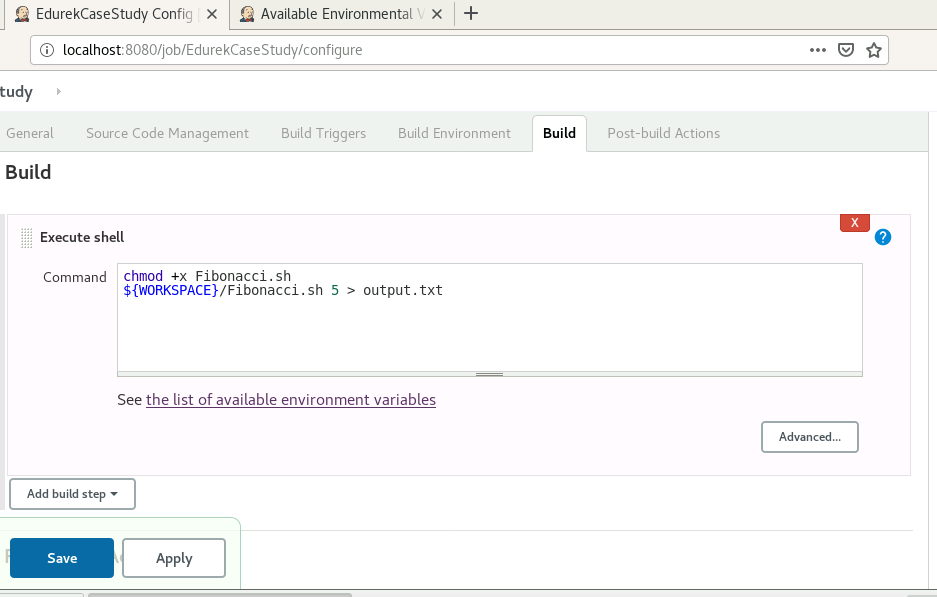 EdurekCaseStudy Config
Available Environmental
localhost:8080/job/EdurekCaseStudy/configure
tudy
General Source Code Management Build Triggers Build Environment Build Post-build Actions
Build
X
Execute shell ?
Command
chmod +x Fibonacci.sh
${WORKSPACE}/Fibonacci.sh 5 > output.txt
See the list of available environment variables
Advanced...
Add build step
Save Apply